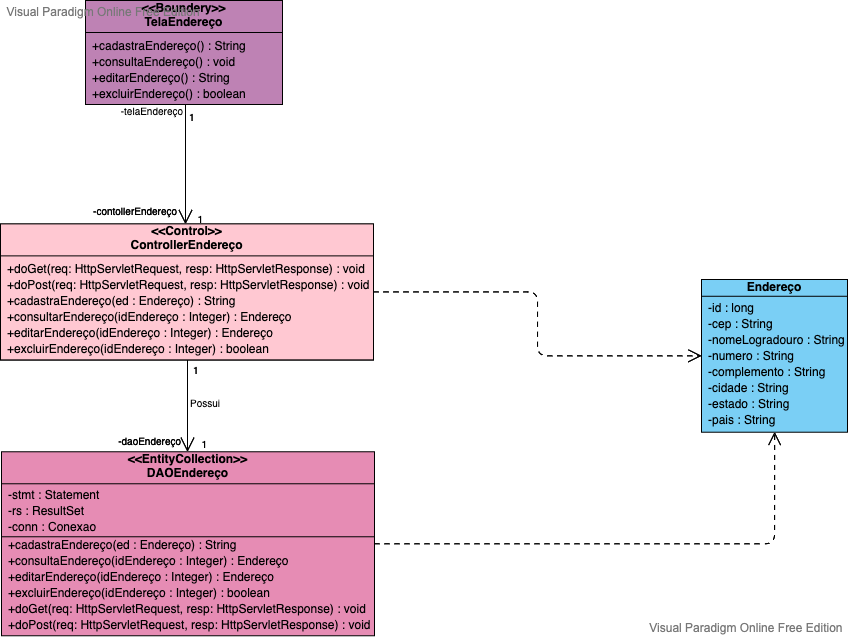 Visual Paradigm Online Free Edition
<<Boundery>>
TelaEndereço
+cadastraEndereço() : String
+consultaEndereço() : void
+editarEndereço() : String
+excluirEndereço() : boolean
-telaEndereço
1
-contollerEndereço
1
<<Control>>
ControllerEndereço
+doGet(req: HttpServletRequest, resp: HttpServletResponse) : void
+doPost(req: HttpServletRequest, resp: HttpServletResponse) : void
+cadastraEndereço(ed : Endereço) : String
+consultarEndereço(idEndereço : Integer) : Endereço
+editarEndereço(idEndereço : Integer) : Endereço
+excluirEndereço(idEndereço : Integer) : boolean
Endereço
-id : long
-cep : String
-nomeLogradouro : String
-numero : String
-complemento : String
-cidade : String
-estado : String
-pais : String
1
Possui
-daoEndereço
1
<<EntityCollection>>
DAOEndereço
-stmt : Statement
-rs : ResultSet
-conn : Conexao
+cadastraEndereço(ed : Endereço) : String
+consultaEndereço(idEndereço : Integer) : Endereço
+editarEndereço(idEndereço : Integer) : Endereço
+excluirEndereço(idEndereço : Integer) : boolean
+doGet(req: HttpServletRequest, resp: HttpServletResponse) : void
+doPost(req: HttpServletRequest, resp: HttpServletResponse) : void
Visual Paradigm Online Free Edition